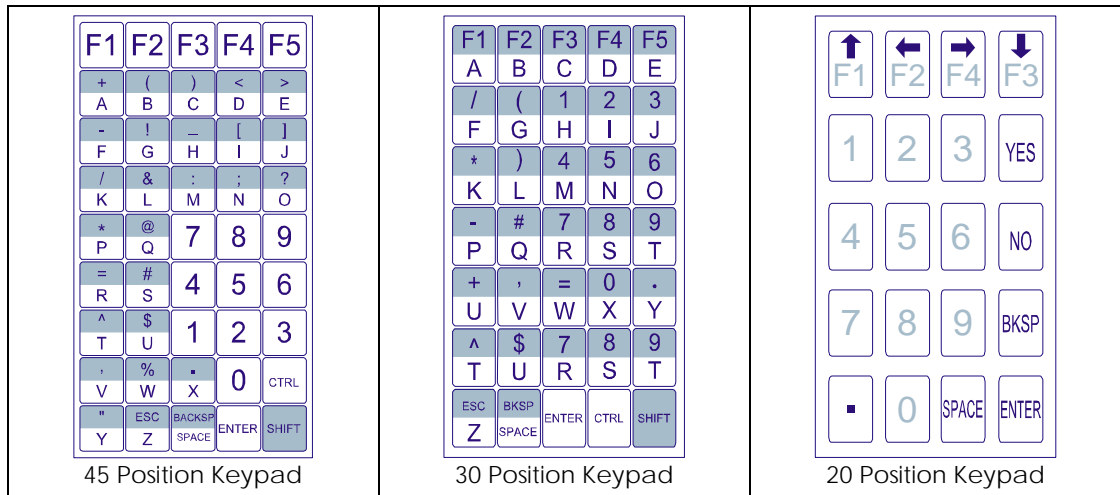 F1 F2 F3 F4 F5
+ ( ) < >
A B C D E
- ! _ [ ]
F G H I J
/ & : ; ?
K L M N O
* @
P Q 7 8 9
= #
R S 4 5 6
^ $
T U 1 2 3
, % .
V W X 0 CTRL
" ESC BACKSP
Y Z SPACE ENTER SHIFT
45 Position Keypad
F1 F2 F3 F4 F5
A B C D E
/ ( 1 2 3
F G H I J
* ) 4 5 6
K L M N O
- # 7 8 9
P Q R S T
+ , = 0 .
U V W X Y
^ $ 7 8 9
T U R S T
ESC BKSP
Z SPACE ENTER CTRL SHIFT
30 Position Keypad
F1 F2 F4 F3
1 2 3 YES
4 5 6 NO
7 8 9 BKSP
. 0 SPACE ENTER
20 Position Keypad